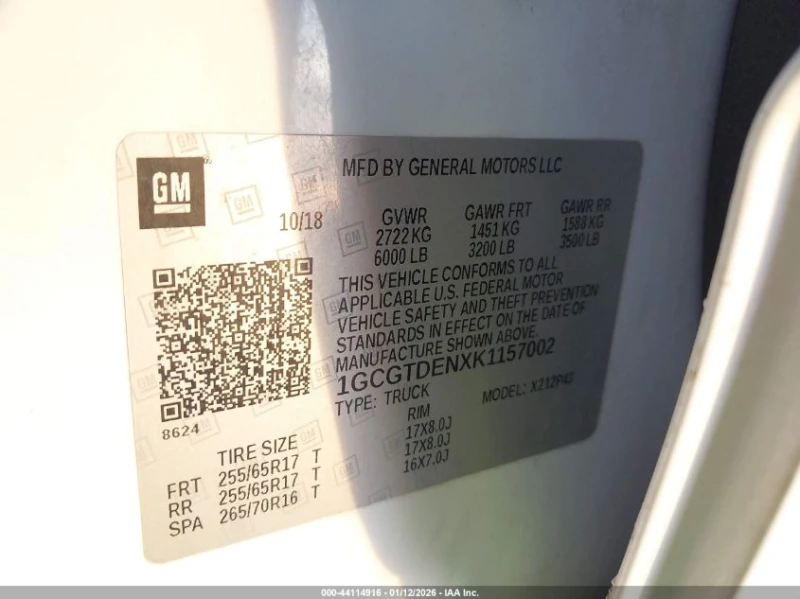 GM
MFD BY GENERAL MOTORS LLC
10/18
GVWR GAWR FRT GAWR RR
2722 KG 1451 KG 1588 KG
6000 LB 3200 LB 3500 LB
THIS VEHICLE CONFORMS TO ALL
APPLICABLE U.S. FEDERAL MOTOR
VEHICLE SAFETY AND THEFT PREVENTION
STANDARDS IN EFFECT ON THE DATE OF
MANUFACTURE SHOWN ABOVE.
1GCGTDENXK1157002
TYPE: TRUCK MODEL:
8624
TIRE SIZE RIM
FRT 255/65R17 T 17X8.0J
RR 255/65R17 T 17X8.0J
SPA 265/70R16 T 16X7.0J
000-44114916 - 01/12/2026 - IAA Inc.